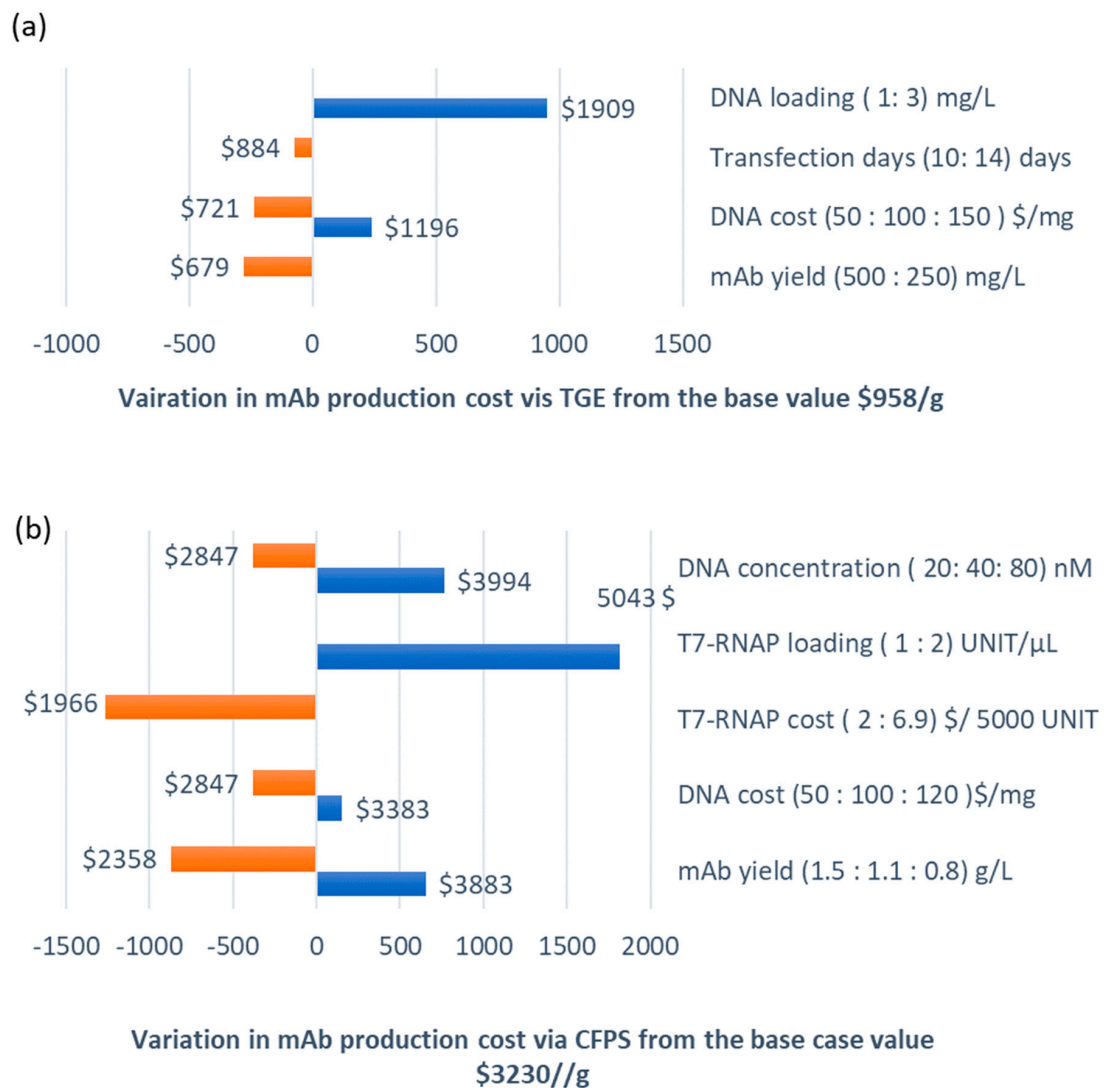 (a)
$1909
DNA loading ( 1: 3) mg/L
$884
Transfection days (10: 14) days
$721
$1196
DNA cost (50 : 100 : 150 ) $/mg
$679
mAb yield (500 : 250) mg/L
-1000 -500 0 500 1000 1500
Vairation in mAb production cost vis TGE from the base value $958/g
(b)
$2847
$3994
DNA concentration ( 20: 40: 80) nM
5043 $
T7-RNAP loading ( 1 : 2) UNIT/μL
$1966
T7-RNAP cost ( 2 : 6.9) $/ 5000 UNIT
$2847
$3383
DNA cost (50 : 100 : 120 )$/mg
$2358
$3883
mAb yield (1.5 : 1.1 : 0.8) g/L
-1500 -1000 -500 0 500 1000 1500 2000
Variation in mAb production cost via CFPS from the base case value
$3230//g